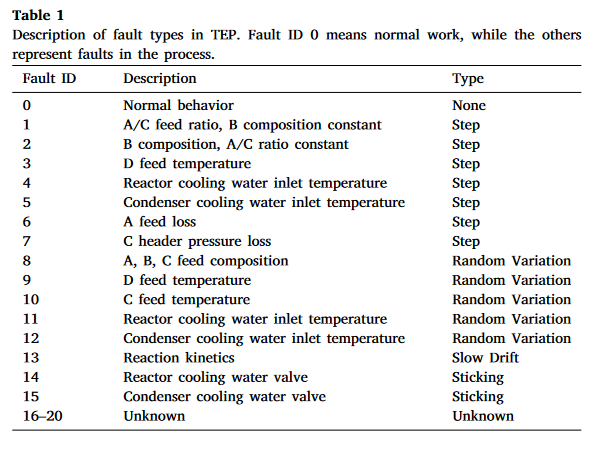 Table 1
Description of fault types in TEP. Fault ID 0 means normal work, while the others
represent faults in the process.
Fault ID Description Type
0 Normal behavior None
1 A/C feed ratio, B composition constant Step
2 B composition, A/C ratio constant Step
3 D feed temperature Step
4 Reactor cooling water inlet temperature Step
5 Condenser cooling water inlet temperature Step
6 A feed loss Step
7 C header pressure loss Step
8 A, B, C feed composition Random Variation
9 D feed temperature Random Variation
10 C feed temperature Random Variation
11 Reactor cooling water inlet temperature Random Variation
12 Condenser cooling water inlet temperature Random Variation
13 Reaction kinetics Slow Drift
14 Reactor cooling water valve Sticking
15 Condenser cooling water valve Sticking
16–20 Unknown Unknown